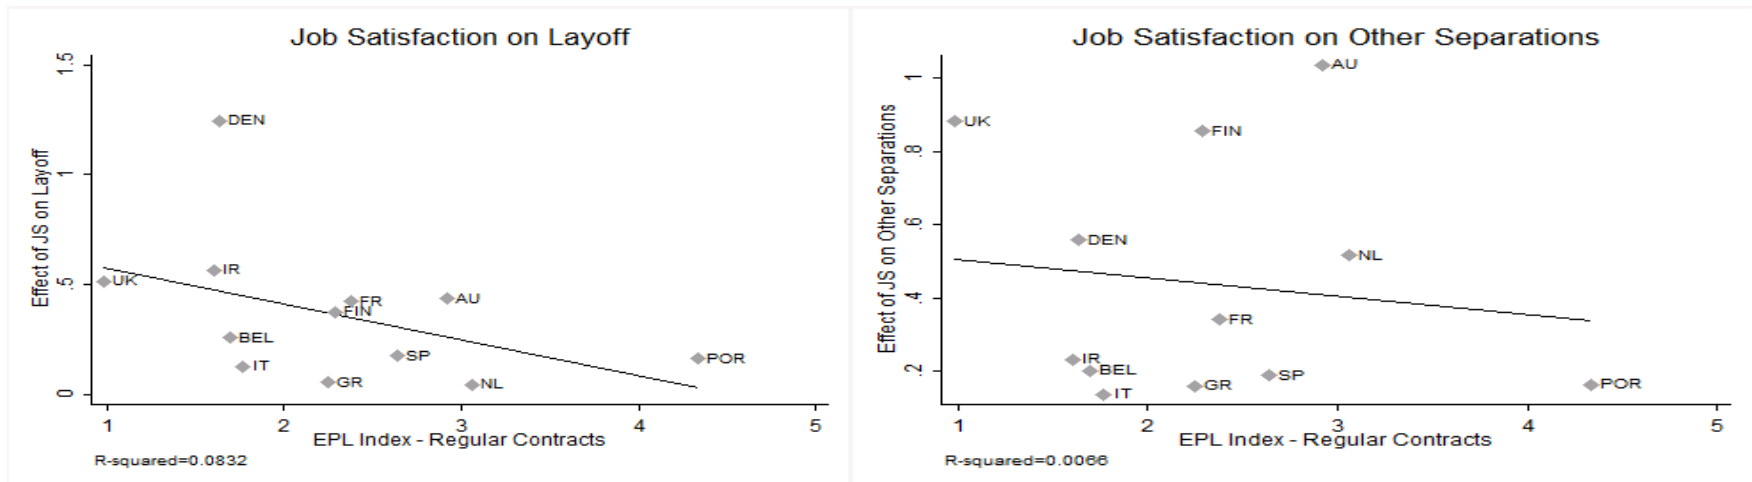 Job Satisfaction on Layoff
Effect of JS on Layoff
1.5
1
.5
0
DEN
IR
UK
FR
AU
FIN
BEL
SP
POR
IT
GR
NL
1 2 3 4 5
EPL Index - Regular Contracts
R-squared=0.0832
Job Satisfaction on Other Separations
Effect of JS on Other Separations
1
.8
.6
.4
.2
AU
UK
FIN
DEN
NL
FR
IR
BEL
SP
GR
POR
IT
1 2 3 4 5
EPL Index - Regular Contracts
R-squared=0.0066